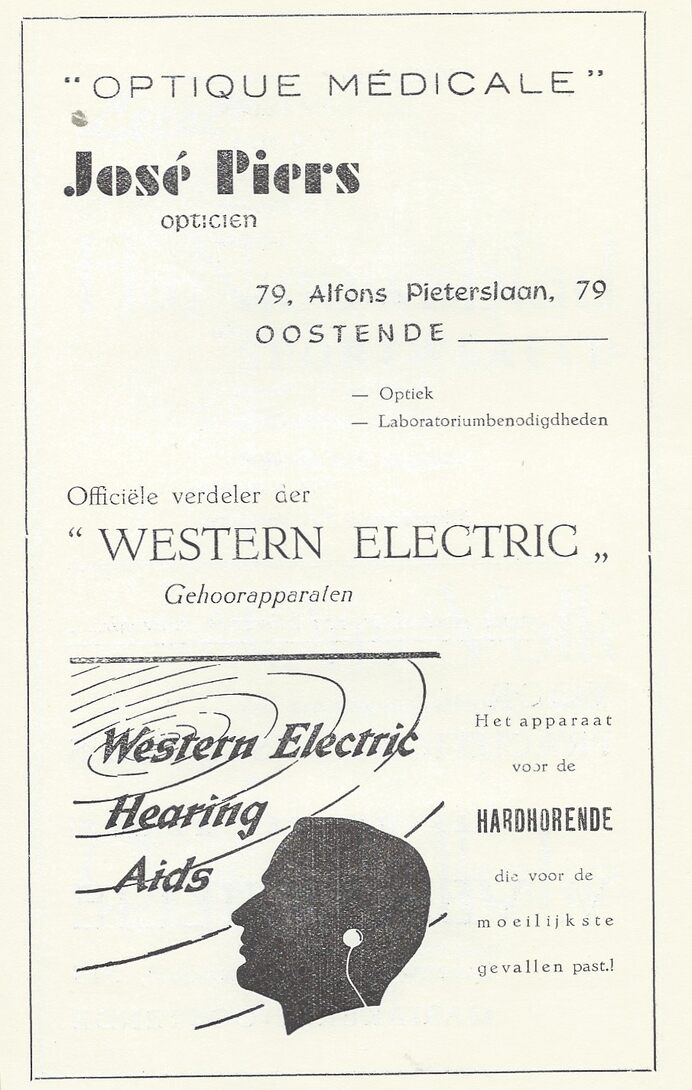 “OPTIQUE MÉDICALE”
José Piers
opticien
79, Alfons Pieterslaan, 79
OOSTENDE
— Optiek
— Laboratoriumbenodigdheden
Officiële verdeler der
“ WESTERN ELECTRIC „
Gehoorapparaten
Western Electric
Hearing
Aids
Het apparaat
voor de
HARDHORENDE
die voor de
moeilijkste
gevallen past.!